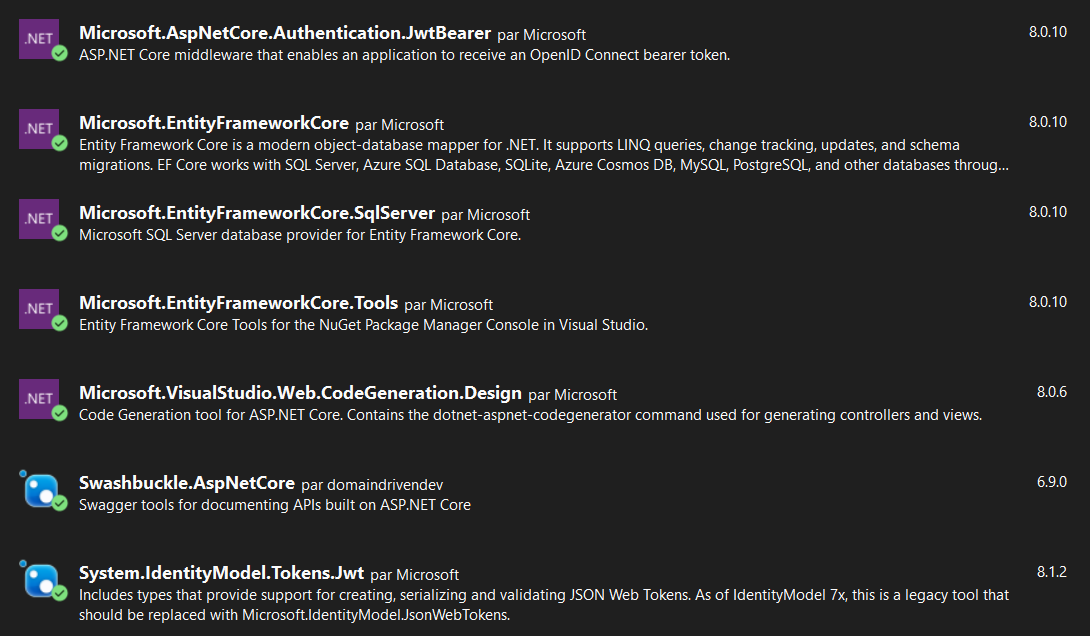 .NET
Microsoft.AspNetCore.Authentication.JwtBearer par Microsoft 8.0.10
ASP.NET Core middleware that enables an application to receive an OpenID Connect bearer token.
.NET
Microsoft.EntityFrameworkCore par Microsoft 8.0.10
Entity Framework Core is a modern object-database mapper for .NET. It supports LINQ queries, change tracking, updates, and schema
migrations. EF Core works with SQL Server, Azure SQL Database, SQLite, Azure Cosmos DB, MySQL, PostgreSQL, and other databases throug...
.NET
Microsoft.EntityFrameworkCore.SqlServer par Microsoft 8.0.10
Microsoft SQL Server database provider for Entity Framework Core.
.NET
Microsoft.EntityFrameworkCore.Tools par Microsoft 8.0.10
Entity Framework Core Tools for the NuGet Package Manager Console in Visual Studio.
.NET
Microsoft.VisualStudio.Web.CodeGeneration.Design par Microsoft 8.0.6
Code Generation tool for ASP.NET Core. Contains the dotnet-aspnet-codegenerator command used for generating controllers and views.
Swashbuckle.AspNetCore par domaindrivendev 6.9.0
Swagger tools for documenting APIs built on ASP.NET Core
System.IdentityModel.Tokens.Jwt par Microsoft 8.1.2
Includes types that provide support for creating, serializing and validating JSON Web Tokens. As of IdentityModel 7x, this is a legacy tool that
should be replaced with Microsoft.IdentityModel.JsonWebTokens.